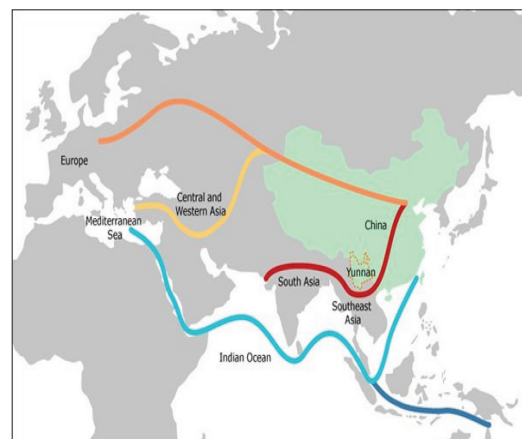 Europe
Central and
Western Asia
Mediterranean
Sea
China
Yunnan
South Asia
Southeast
Asia
Indian Ocean